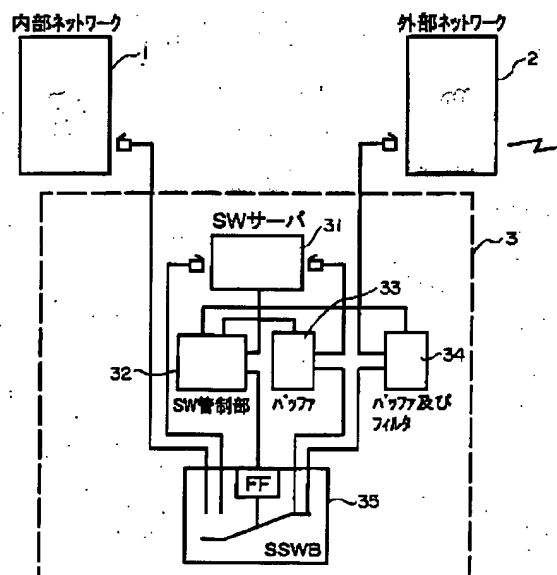 内部ネットワーク
外部ネットワーク
1
2
SWサーバ
31
3
33
34
32
SW管制部
バッファ
バッファ及び
フィルタ
FF
35
SSWB